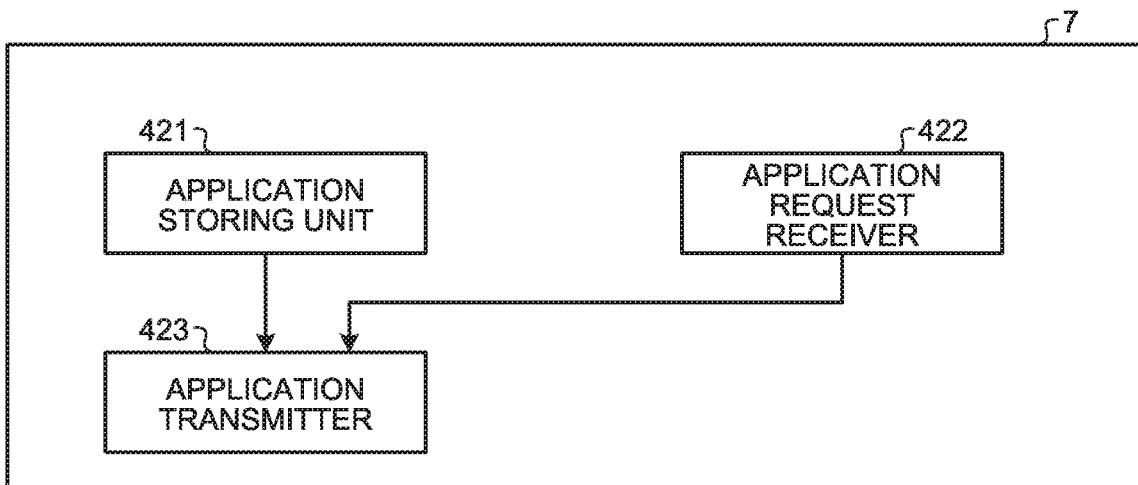 7
421
422
APPLICATION
STORING UNIT
APPLICATION
REQUEST
RECEIVER
423
APPLICATION
TRANSMITTER